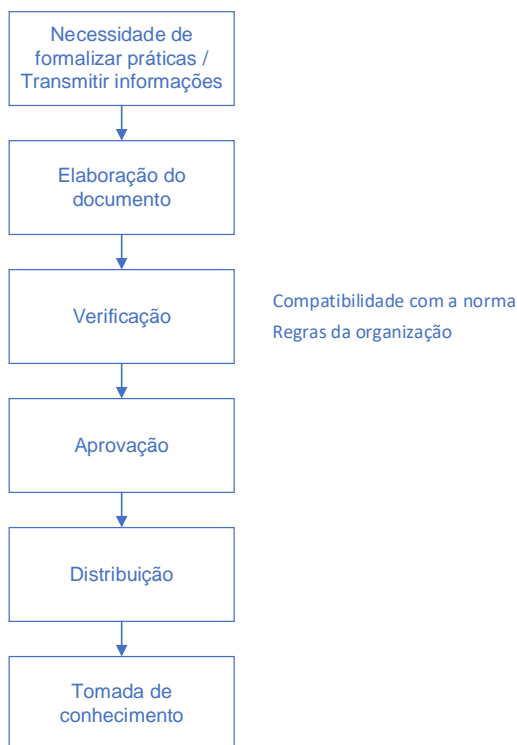 Necessidade de
formalizar práticas /
Transmitir informações
Elaboração do
documento
Verificação
Compatibilidade com a norma
Regras da organização
Aprovação
Distribuição
Tomada de
conhecimento